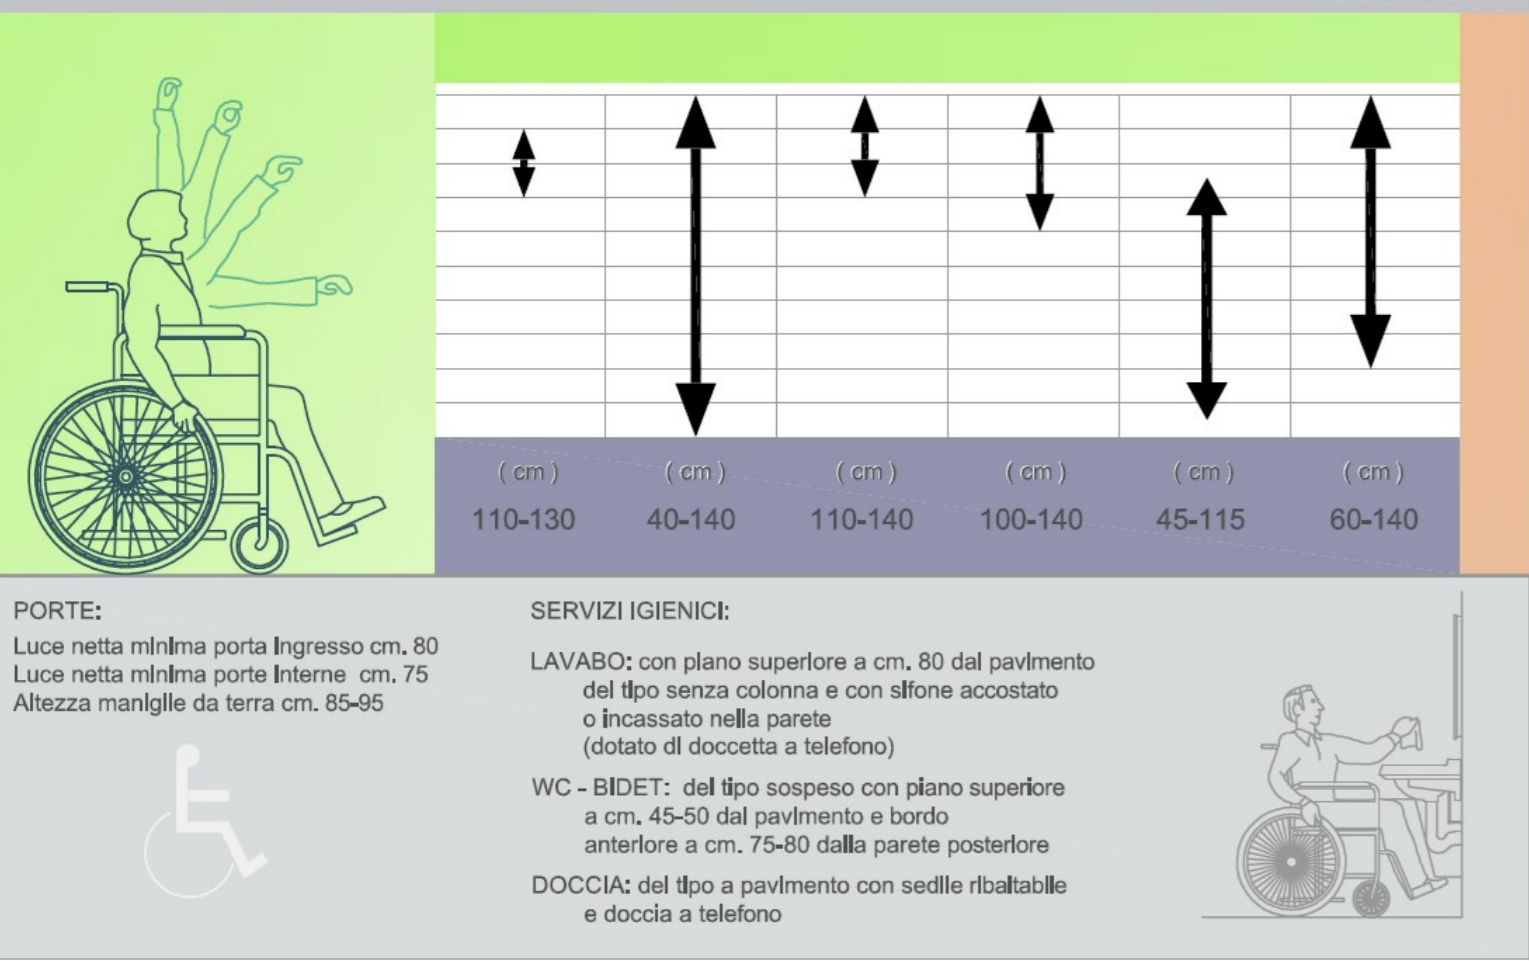 ( cm ) ( cm ) ( cm ) ( cm ) ( cm ) ( cm )
110-130 40-140 110-140 100-140 45-115 60-140
PORTE:
Luce netta minima porta ingresso cm. 80
Luce netta minima porte interne cm. 75
Altezza maniglie da terra cm. 85-95
SERVIZI IGIENICI:
LAVABO: con piano superiore a cm. 80 dal pavimento
del tipo senza colonna e con sifone accostato
o incassato nella parete
(dotato di doccetta a telefono)
WC - BIDET: del tipo sospeso con piano superiore
a cm. 45-50 dal pavimento e bordo
anteriore a cm. 75-80 dalla parete posteriore
DOCCIA: del tipo a pavimento con sedile ribaltabile
e doccia a telefono